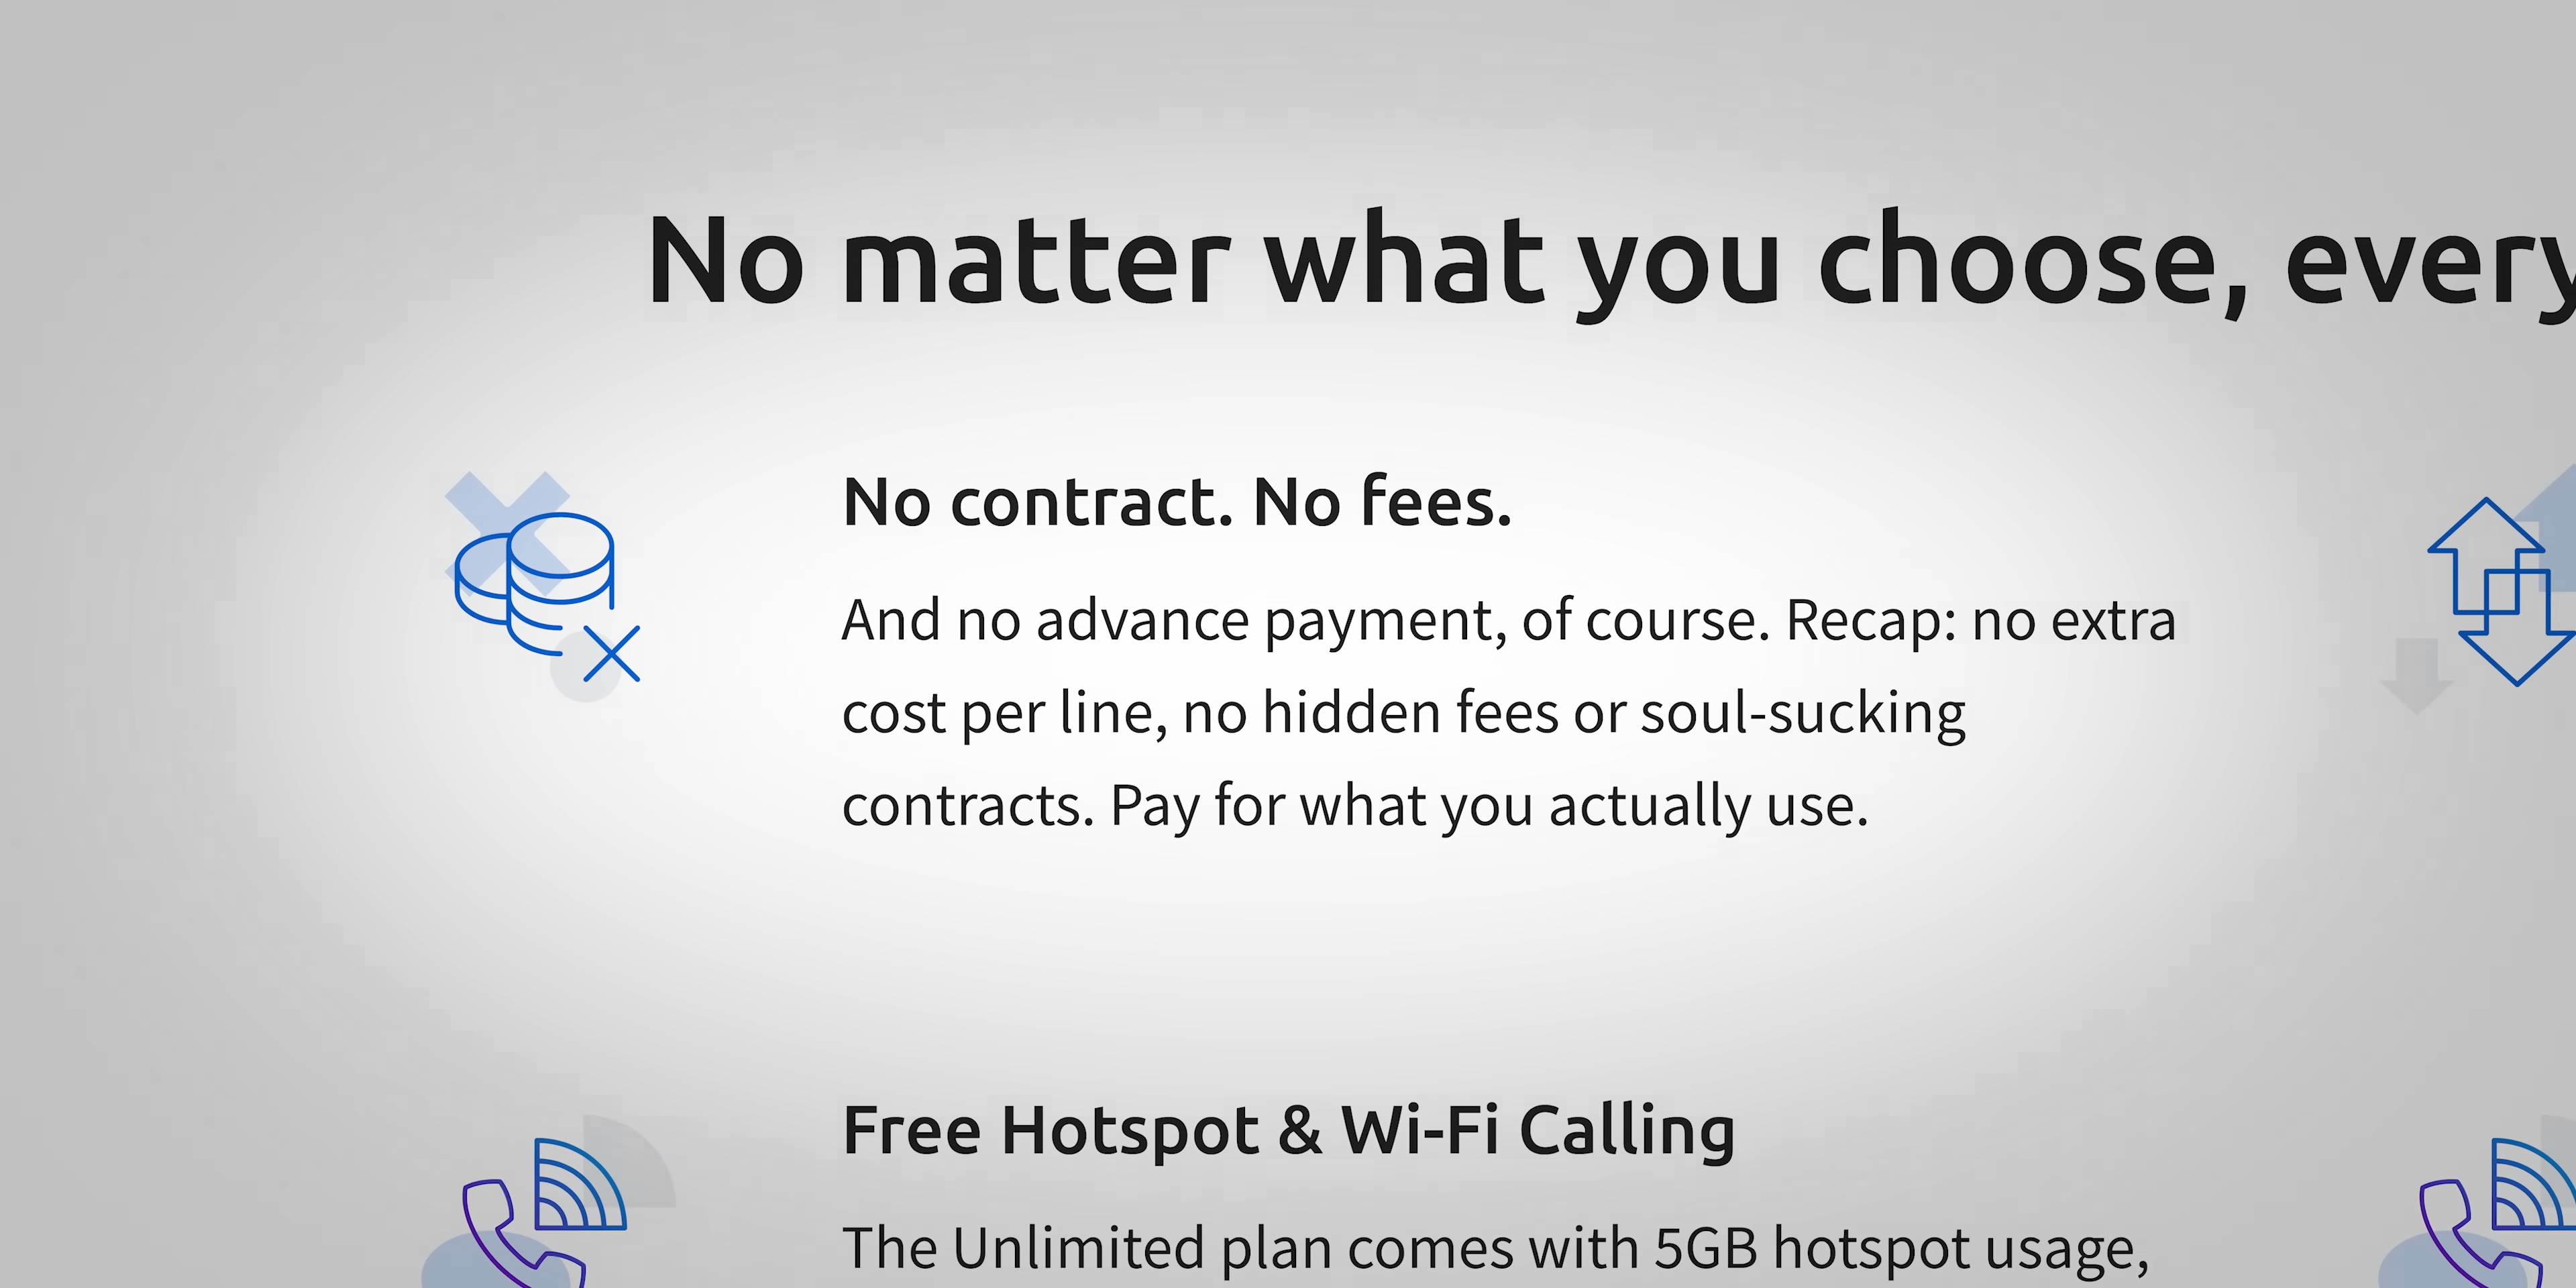 No matter what you choose, every
No contract. No fees.
And no advance payment, of course. Recap: no extra
cost per line, no hidden fees or soul-sucking
contracts. Pay for what you actually use.
Free Hotspot & Wi-Fi Calling
The Unlimited plan comes with 5GB hotspot usage,